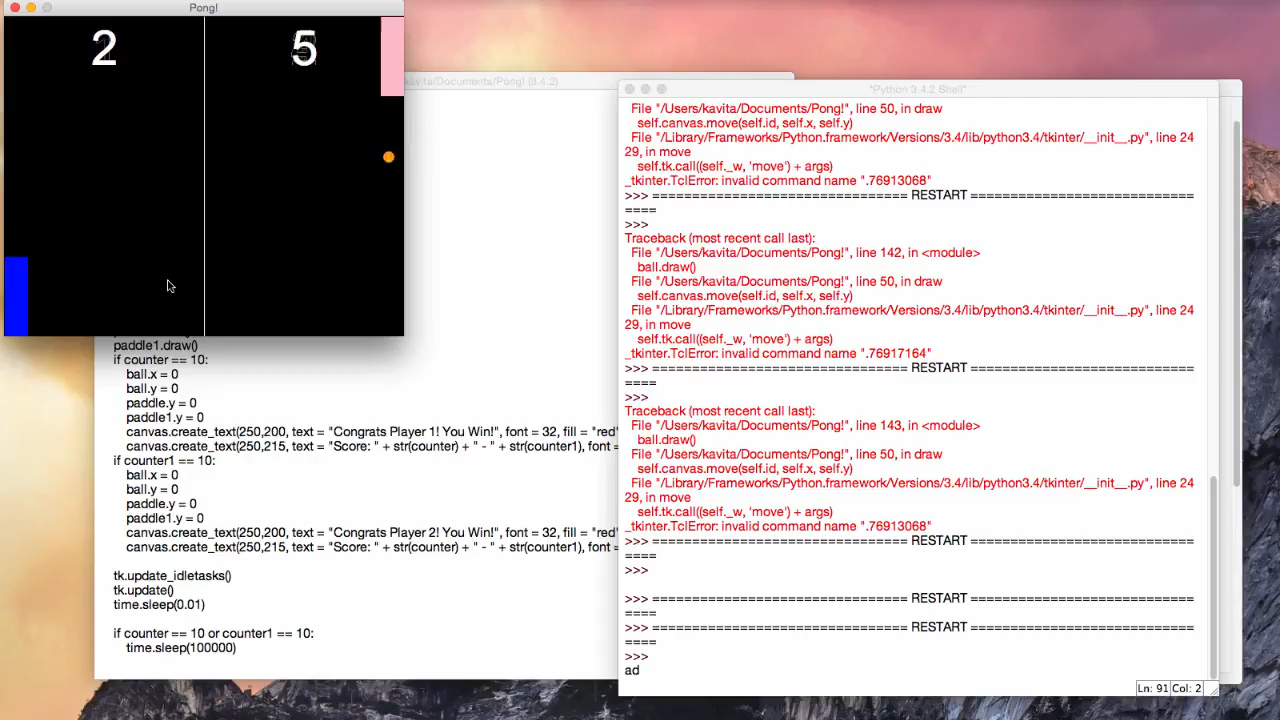 Pong!
2 5
kavita/Documents/Pong! (3.4.2)
paddle1.draw()
if counter == 10:
ball.x = 0
ball.y = 0
paddle.y = 0
paddle1.y = 0
canvas.create_text(250,200, text = "Congrats Player 1! You Win!", font = 32, fill = "red"
canvas.create_text(250,215, text = "Score: " + str(counter) + " - " + str(counter1), font =
if counter1 == 10:
ball.x = 0
ball.y = 0
paddle.y = 0
paddle1.y = 0
canvas.create_text(250,200, text = "Congrats Player 2! You Win!", font = 32, fill = "red"
canvas.create_text(250,215, text = "Score: " + str(counter) + " - " + str(counter1), font =
tk.update_idletasks()
tk.update()
time.sleep(0.01)
if counter == 10 or counter1 == 10:
time.sleep(100000)
*Python 3.4.2 Shell*
File "/Users/kavita/Documents/Pong!", line 50, in draw
self.canvas.move(self.id, self.x, self.y)
File "/Library/Frameworks/Python.framework/Versions/3.4/lib/python3.4/tkinter/__init__.py", line 24
29, in move
self.tk.call((self._w, 'move') + args)
_tkinter.TclError: invalid command name ".76913068"
>>> ================================ RESTART ============================
====
>>>
Traceback (most recent call last):
File "/Users/kavita/Documents/Pong!", line 142, in <module>
ball.draw()
File "/Users/kavita/Documents/Pong!", line 50, in draw
self.canvas.move(self.id, self.x, self.y)
File "/Library/Frameworks/Python.framework/Versions/3.4/lib/python3.4/tkinter/__init__.py", line 24
29, in move
self.tk.call((self._w, 'move') + args)
_tkinter.TclError: invalid command name ".76917164"
>>> ================================ RESTART ============================
====
>>>
Traceback (most recent call last):
File "/Users/kavita/Documents/Pong!", line 143, in <module>
ball.draw()
File "/Users/kavita/Documents/Pong!", line 50, in draw
self.canvas.move(self.id, self.x, self.y)
File "/Library/Frameworks/Python.framework/Versions/3.4/lib/python3.4/tkinter/__init__.py", line 24
29, in move
self.tk.call((self._w, 'move') + args)
_tkinter.TclError: invalid command name ".76913068"
>>> ================================ RESTART ============================
====
>>>
>>> ================================ RESTART ============================
====
>>> ================================ RESTART ============================
====
>>>
ad
Ln: 91 Col: 2